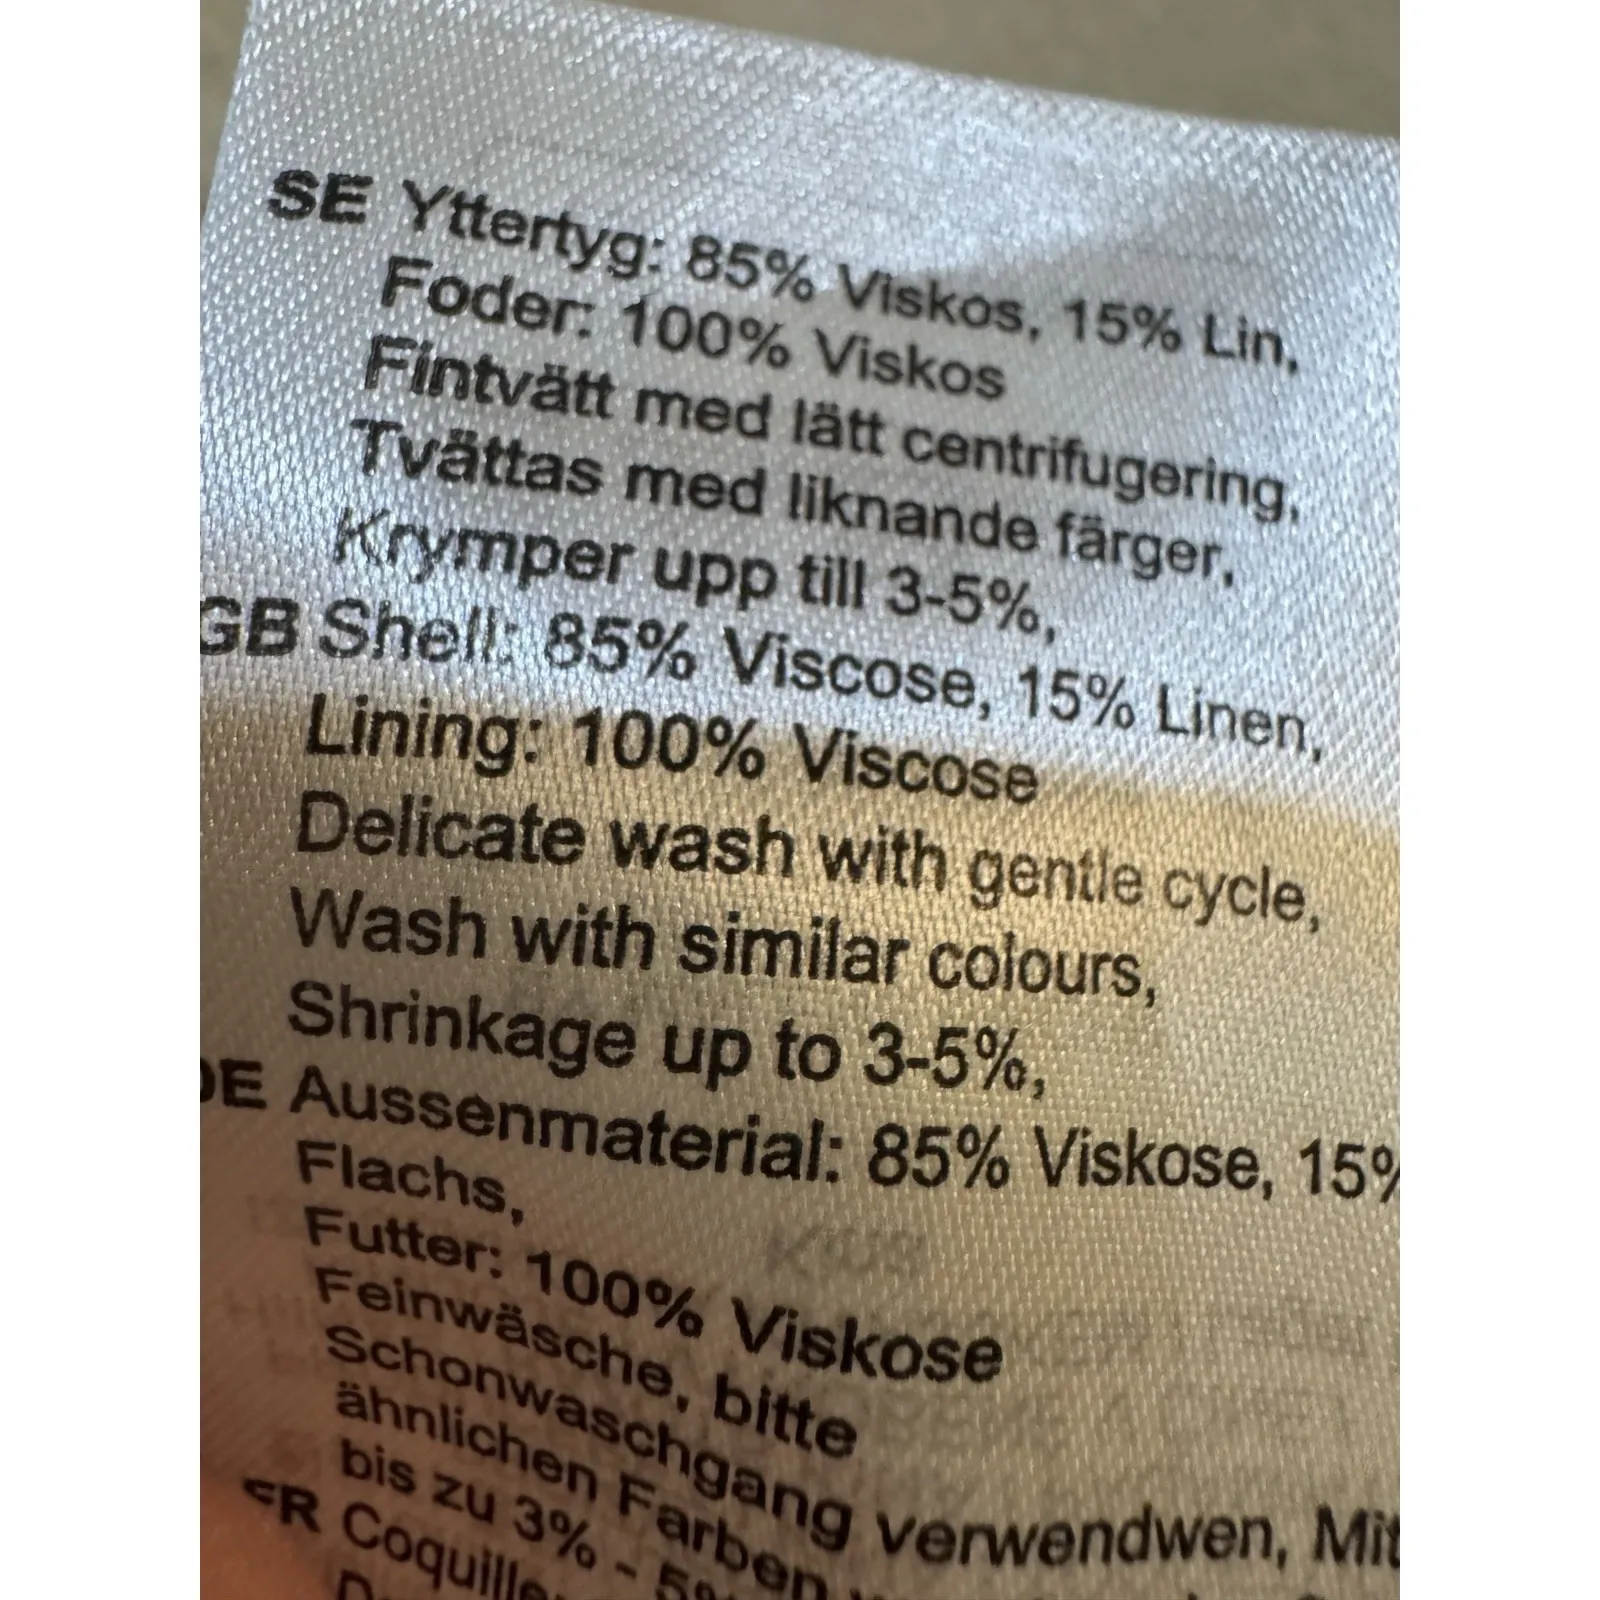 SE Yttertyg: 85% Viskos, 15% Lin,
Foder: 100% Viskos
Fintvätt med lätt centrifugering,
Tvättas med liknande färger,
Krymper upp till 3-5%,
GB Shell: 85% Viscose, 15% Linen,
Lining: 100% Viscose
Delicate wash with gentle cycle,
Wash with similar colours,
Shrinkage up to 3-5%,
DE Aussenmaterial: 85% Viskose, 15%
Flachs,
Futter: 100% Viskose
Feinwäsche, bitte
Schonwaschgang verwendwen, Mit
ähnlichen Farben
bis zu 3% - 5%
FR Coquille